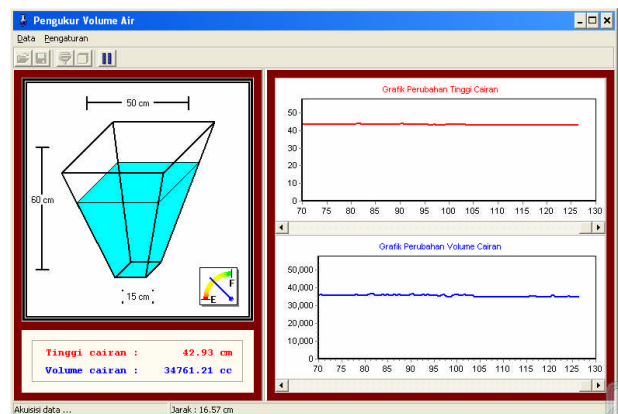 Pengukur Volume Air
Data Pengaturan
50 cm
60 cm
15 cm
F
E
Tinggi cairan : 42.93 cm
Volume cairan : 34761.21 cc
Grafik Perubahan Tinggi Cairan
50
40
30
20
10
0
70 75 80 85 90 95 100 105 110 115 120 125 130
Grafik Perubahan Volume Cairan
50,000
40,000
30,000
20,000
10,000
0
70 75 80 85 90 95 100 105 110 115 120 125 130
Akuisisi data ... Jarak : 16.57 cm